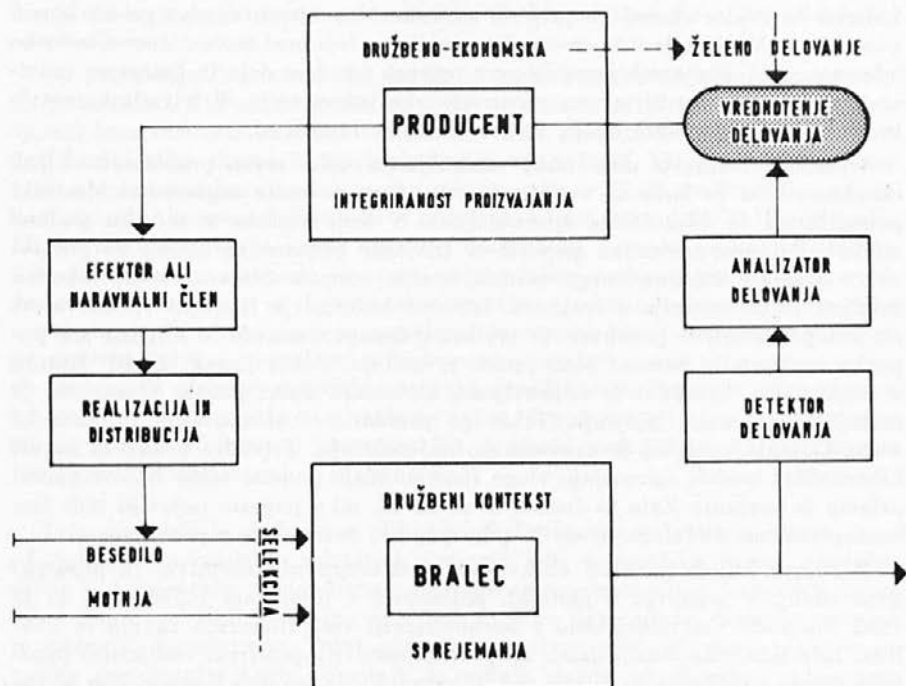 DRUŽBENO-EKONOMSKA
ŽELENO DELOVANJE
PRODUCENT
VREDNOTENJE
DELOVANJA
INTEGRIRANOST PROIZVAJANJA
EFEKTOR ALI
NARAVNALNI ČLEN
ANALIZATOR
DELOVANJA
REALIZACIJA IN
DISTRIBUCIJA
DETEKTOR
DELOVANJA
DRUŽBENI KONTEKST
BESEDILO
SELEKCIJA
BRALEC
MOTNJA
SPREJEMANJA